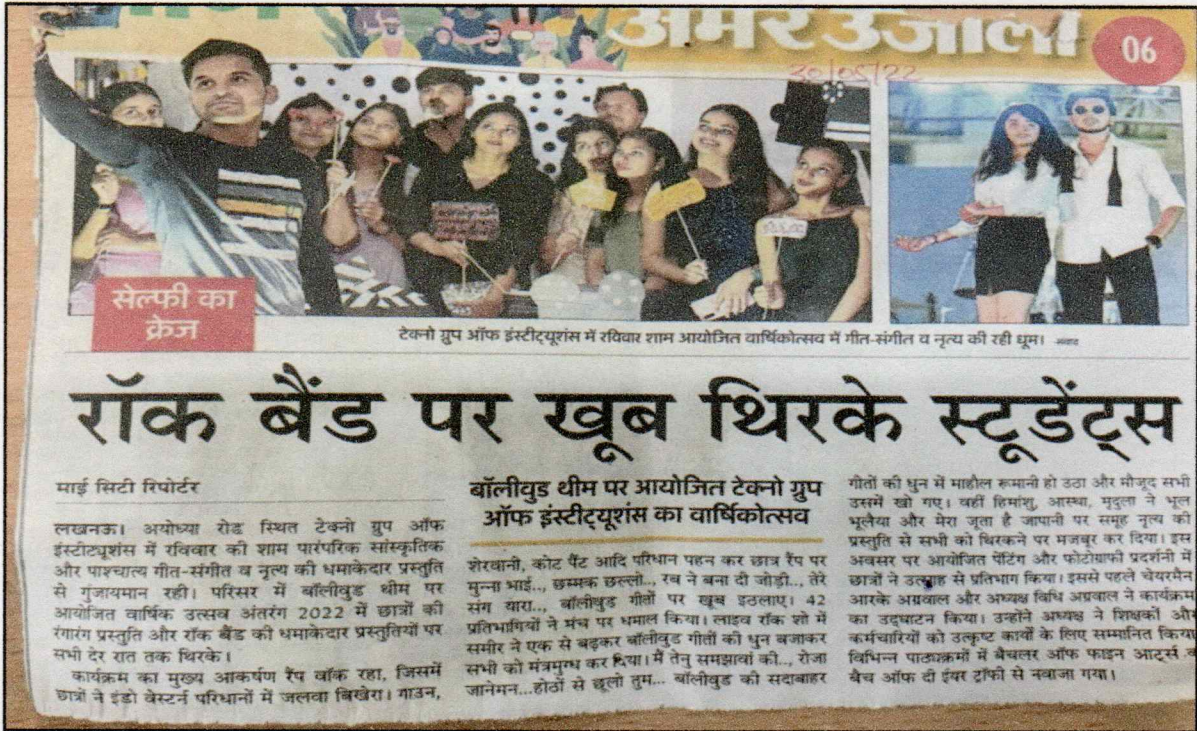 अमर उजाला
06
30/05/22
सेल्फी का
क्रेज
टेक्नो ग्रुप ऑफ इंस्टीट्यूशंस में रविवार शाम आयोजित वार्षिकोत्सव में गीत-संगीत व नृत्य की रही धूम। संवाद
रॉक बैंड पर खूब थिरके स्टूडेंट्स
माई सिटी रिपोर्टर
लखनऊ। अयोध्या रोड स्थित टेक्नो ग्रुप ऑफ
इंस्टीट्यूशंस में रविवार की शाम पारंपरिक सांस्कृतिक
और पाश्चात्य गीत-संगीत व नृत्य की धमाकेदार प्रस्तुति
से गुंजायमान रही। परिसर में बॉलीवुड थीम पर
आयोजित वार्षिक उत्सव अंतरंग 2022 में छात्रों की
रंगारंग प्रस्तुति और रॉक बैंड की धमाकेदार प्रस्तुतियों पर
सभी देर रात तक थिरके।
कार्यक्रम का मुख्य आकर्षण रैंप वॉक रहा, जिसमें
छात्रों ने इंडो वेस्टर्न परिधानों में जलवा बिखेरा। गाउन,
बॉलीवुड थीम पर आयोजित टेक्नो ग्रुप
ऑफ इंस्टीट्यूशंस का वार्षिकोत्सव
शेरवानी, कोट पैंट आदि परिधान पहन कर छात्र रैंप पर
मुन्ना भाई.., छम्मक छल्लो.., रब ने बना दी जोड़ी.., तेरे
संग यारा.., बॉलीवुड गीतों पर खूब इठलाए। 42
प्रतिभागियों ने मंच पर धमाल किया। लाइव रॉक शो में
समीर ने एक से बढ़कर बॉलीवुड गीतों की धुन बजाकर
सभी को मंत्रमुग्ध कर दिया। मैं तेनु समझावां की.., रोजा
जानेमन...होठों से छूलो तुम... बॉलीवुड की सदाबाहर
गीतों की धुन में माहौल रूमानी हो उठा और मौजूद सभी
उसमें खो गए। वहीं हिमांशु, आस्था, मृदुला ने भूल
भूलैया और मेरा जूता है जापानी पर समूह नृत्य की
प्रस्तुति से सभी को थिरकने पर मजबूर कर दिया। इस
अवसर पर आयोजित पेंटिंग और फोटोग्राफी प्रदर्शनी में
छात्रों ने उत्साह से प्रतिभाग किया। इससे पहले चेयरमैन
आरके अग्रवाल और अध्यक्ष विधि अग्रवाल ने कार्यक्रम
का उद्घाटन किया। उन्होंने अध्यक्ष ने शिक्षकों और
कर्मचारियों को उत्कृष्ट कार्यों के लिए सम्मानित किया
विभिन्न पाठ्यक्रमों में बैचलर ऑफ फाइन आर्ट्स
बैच ऑफ दी ईयर ट्रॉफी से नवाजा गया।